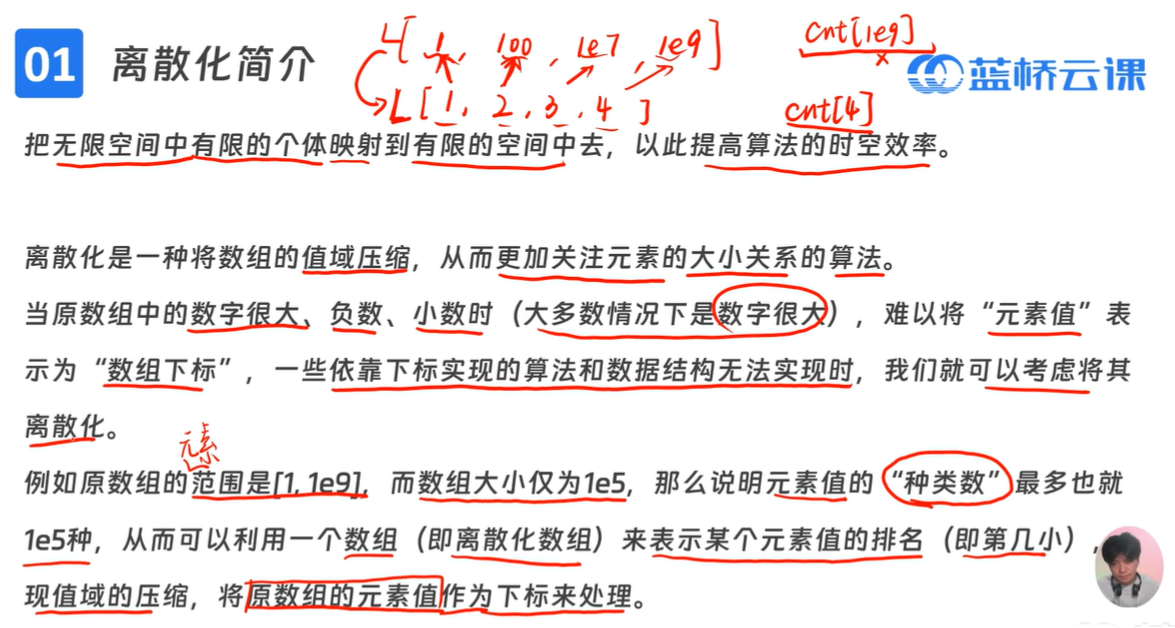 L[1, 100, 1e7, 1e9]
cnt[1e9]
×
01 离散化简介
蓝桥云课
L[1, 2, 3, 4]
cnt[4]
把无限空间中有限的个体映射到有限的空间中去，以此提高算法的时空效率。
离散化是一种将数组的值域压缩，从而更加关注元素的大小关系的算法。
当原数组中的数字很大、负数、小数时（大多数情况下是数字很大），难以将“元素值”表
示为“数组下标”，一些依靠下标实现的算法和数据结构无法实现时，我们就可以考虑将其
离散化。
元素
例如原数组的范围是[1, 1e9]，而数组大小仅为1e5，那么说明元素值的“种类数”最多也就
1e5种，从而可以利用一个数组（即离散化数组）来表示某个元素值的排名（即第几小），
现值域的压缩，将原数组的元素值作为下标来处理。